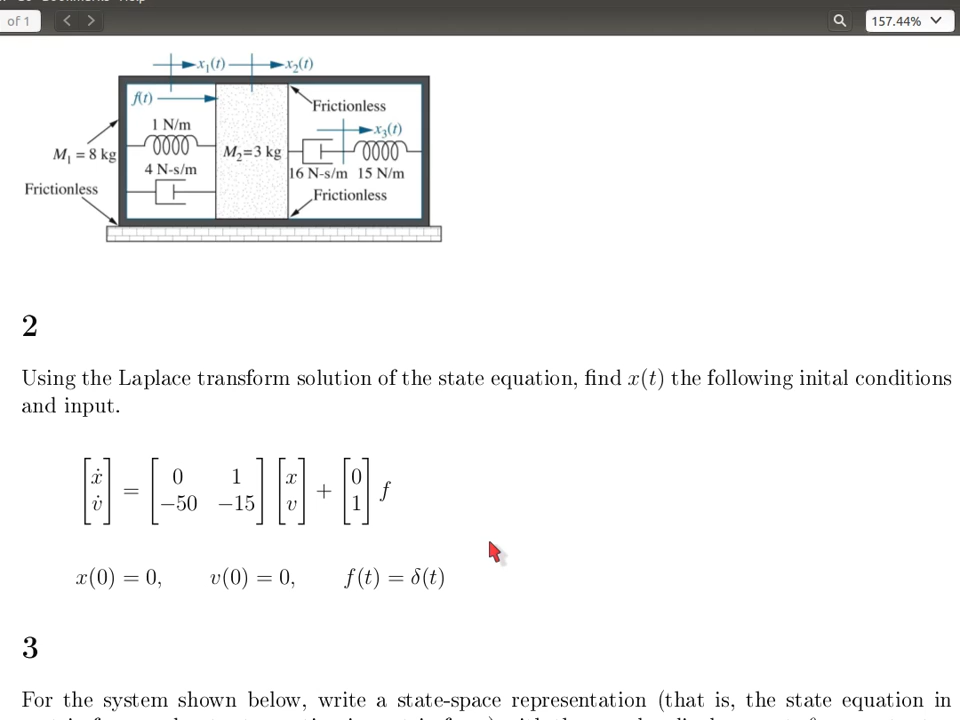 of 1
157.44%
x₁(t)
x₂(t)
f(t)
Frictionless
1 N/m
x₃(t)
M₁ = 8 kg
M₂=3 kg
4 N-s/m
16 N-s/m 15 N/m
Frictionless
Frictionless
2
Using the Laplace transform solution of the state equation, find x(t) the following inital conditions
and input.
[ẋ v̇] = [0 1 −50 −15] [x v] + [0 1] f
x(0) = 0, v(0) = 0, f(t) = δ(t)
3
For the system shown below, write a state-space representation (that is, the state equation in